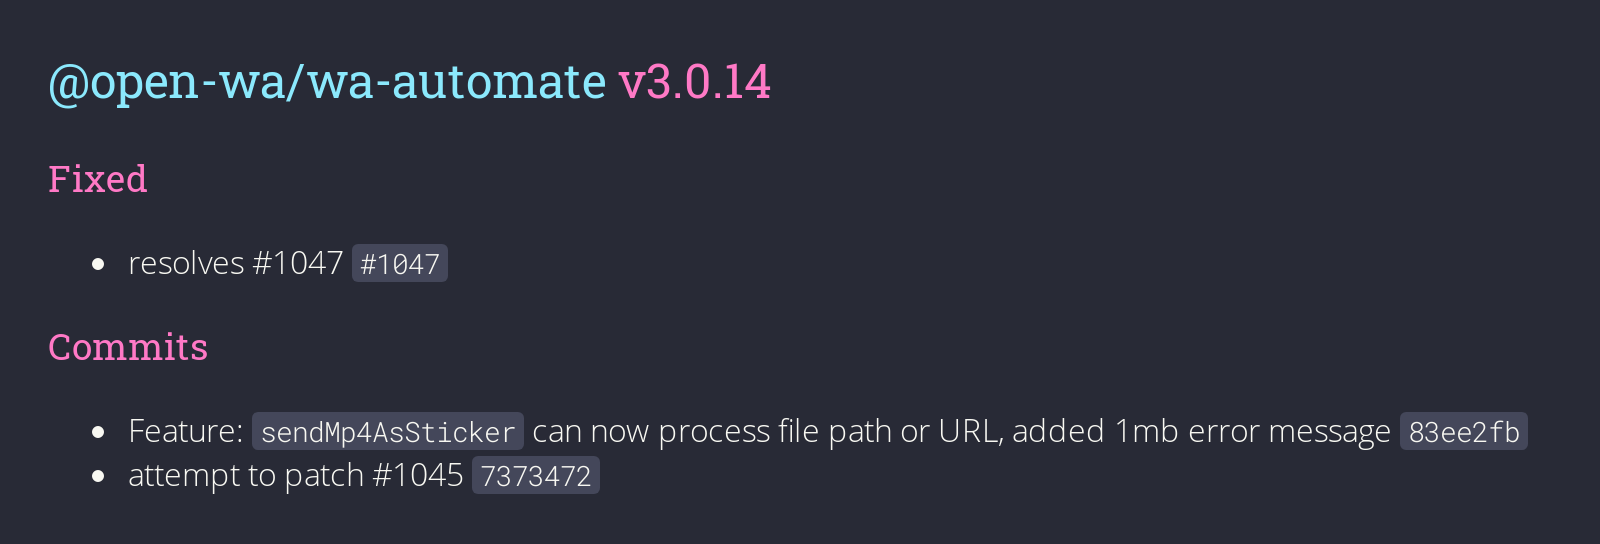 @open-wa/wa-automate v3.0.14
Fixed
resolves #1047 #1047
Commits
Feature: sendMp4AsSticker can now process file path or URL, added 1mb error message 83ee2fb
attempt to patch #1045 7373472